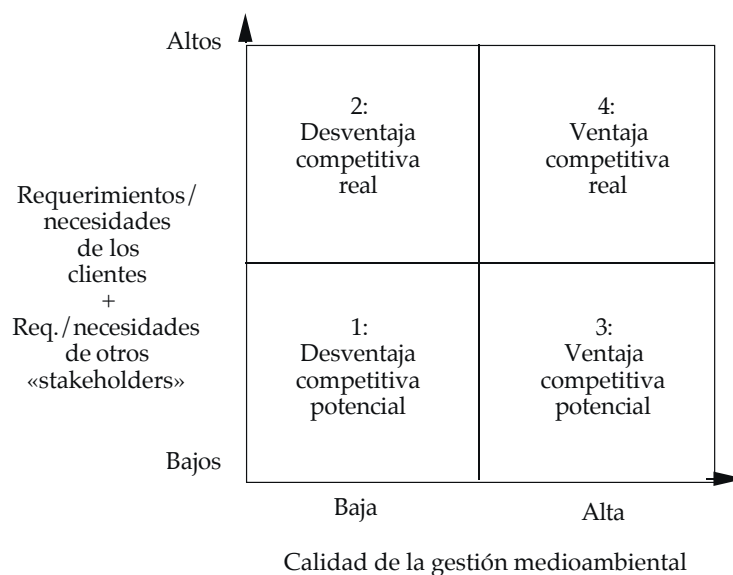 Altos
2:
Desventaja
competitiva
real
4:
Ventaja
competitiva
real
Requerimientos/
necesidades
de los
clientes
+
Req./necesidades
de otros
«stakeholders»
1:
Desventaja
competitiva
potencial
3:
Ventaja
competitiva
potencial
Bajos
Baja
Alta
Calidad de la gestión medioambiental